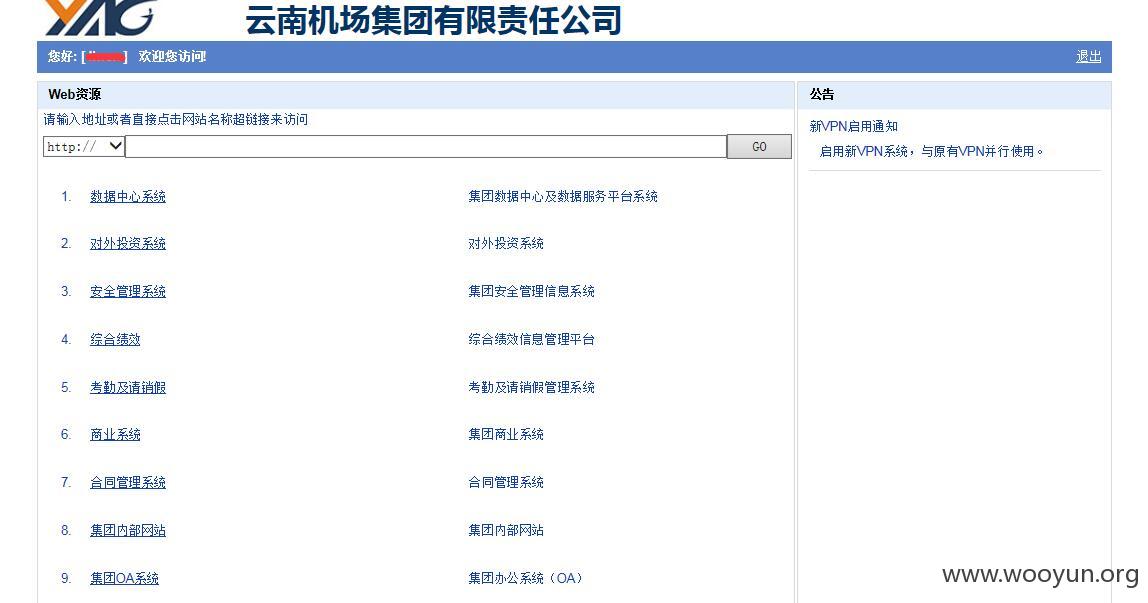 YAG 云南机场集团有限责任公司
您好: [ ] 欢迎您访问! 退出
Web资源
请输入地址或者直接点击网站名称超链接来访问
http:// GO
1. 数据中心系统 集团数据中心及数据服务平台系统
2. 对外投资系统 对外投资系统
3. 安全管理系统 集团安全管理信息系统
4. 综合绩效 综合绩效信息管理平台
5. 考勤及请销假 考勤及请销假管理系统
6. 商业系统 集团商业系统
7. 合同管理系统 合同管理系统
8. 集团内部网站 集团内部网站
9. 集团OA系统 集团办公系统（OA）
公告
新VPN启用通知
启用新VPN系统，与原有VPN并行使用。
www.wooyun.org